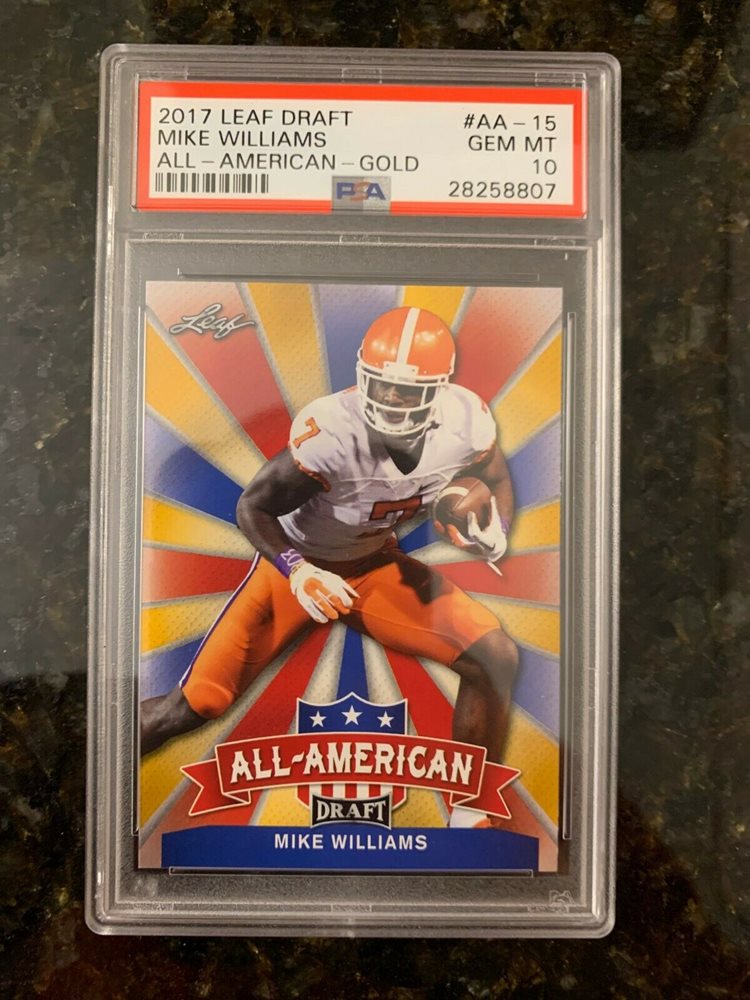 2017 LEAF DRAFT #AA-15
MIKE WILLIAMS GEM MT
ALL-AMERICAN-GOLD 10
PSA 28258807
Leaf
7
7
ALL-AMERICAN
DRAFT
MIKE WILLIAMS